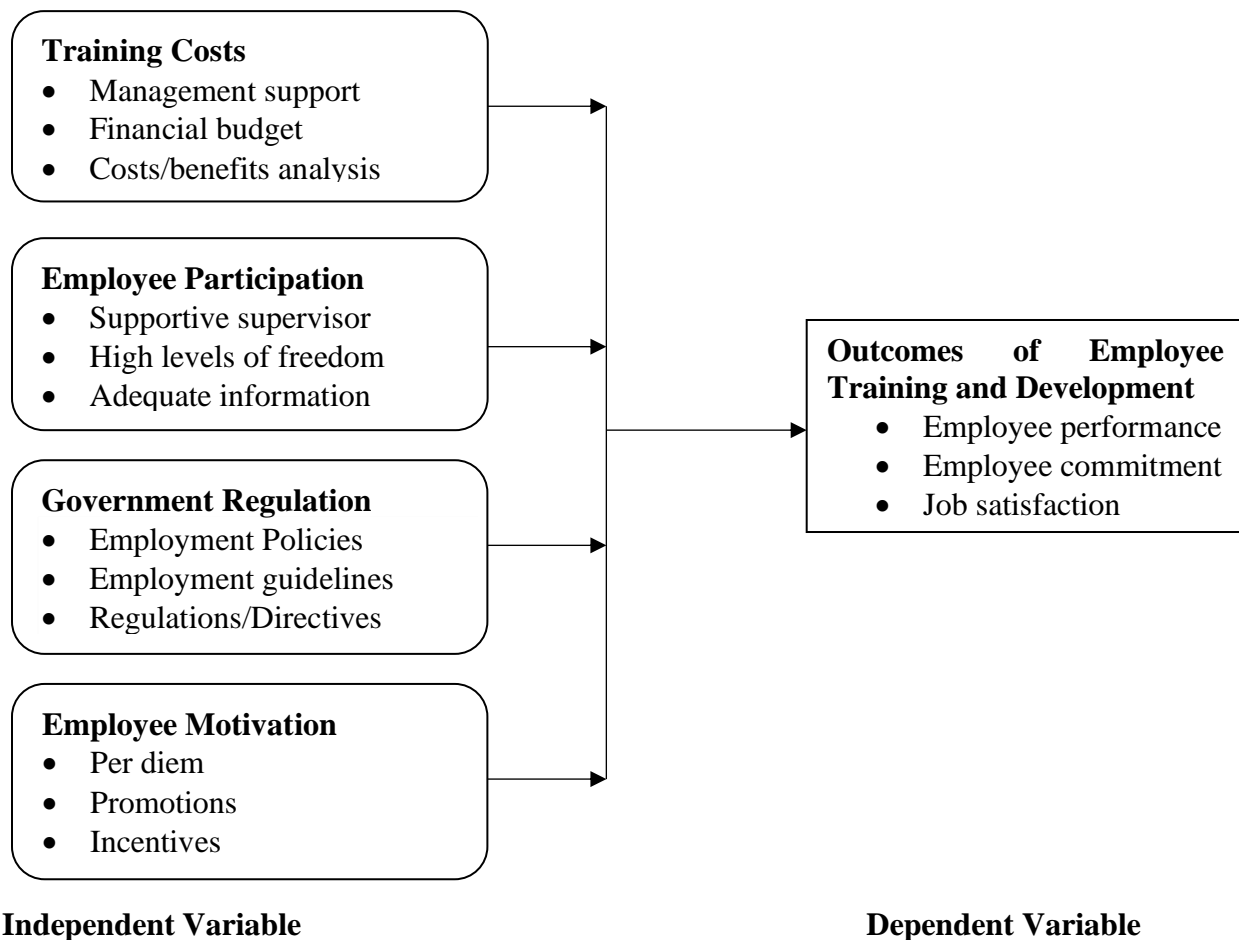 Training Costs
• Management support
• Financial budget
• Costs/benefits analysis
Employee Participation
• Supportive supervisor
• High levels of freedom
• Adequate information
Government Regulation
• Employment Policies
• Employment guidelines
• Regulations/Directives
Employee Motivation
• Per diem
• Promotions
• Incentives
Outcomes of Employee
Training and Development
• Employee performance
• Employee commitment
• Job satisfaction
Independent Variable
Dependent Variable